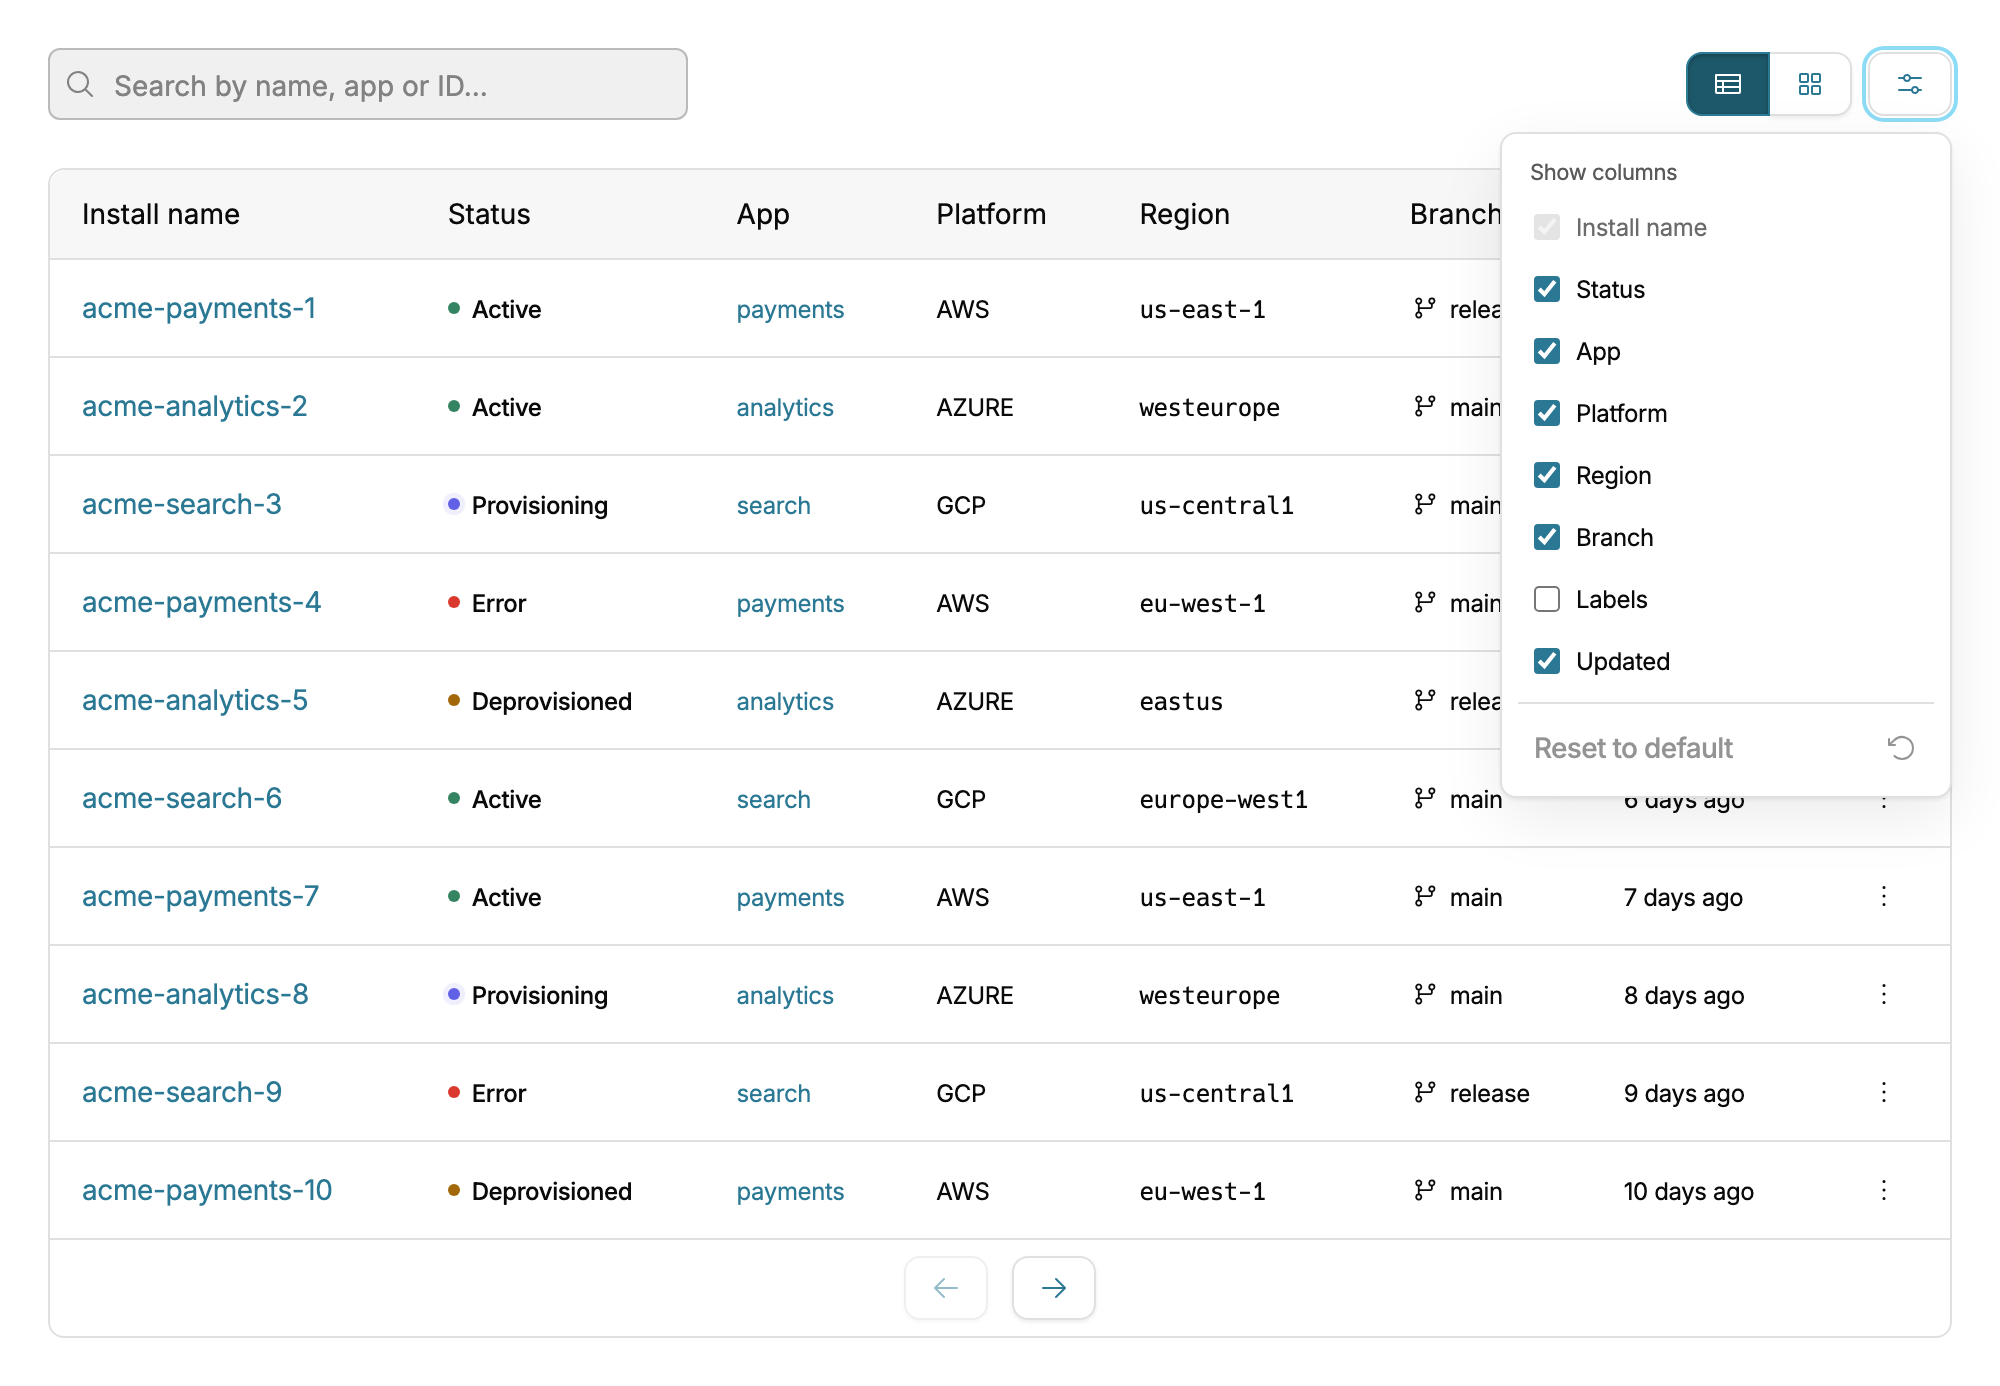 Search by name, app or ID...
Show columns
Install name
Status
App
Platform
Region
Branch
Labels
Updated
Reset to default
Install name Status App Platform Region Branch
acme-payments-1 Active payments AWS us-east-1
acme-analytics-2 Active analytics AZURE westeurope main
acme-search-3 Provisioning search GCP us-central1 main
acme-payments-4 Error payments AWS eu-west-1 main
acme-analytics-5 Deprovisioned analytics AZURE eastus
acme-search-6 Active search GCP europe-west1 main 6 days ago
acme-payments-7 Active payments AWS us-east-1 main 7 days ago
acme-analytics-8 Provisioning analytics AZURE westeurope main 8 days ago
acme-search-9 Error search GCP us-central1 release 9 days ago
acme-payments-10 Deprovisioned payments AWS eu-west-1 main 10 days ago